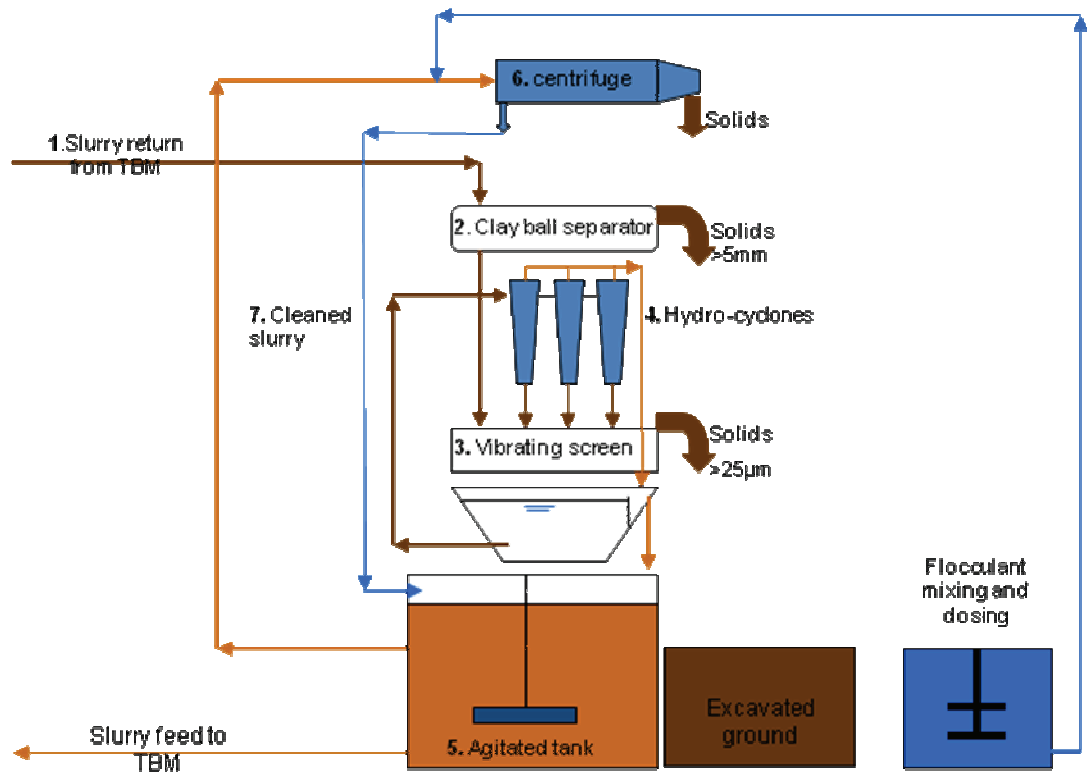 6. centrifuge
Solids
1.Slurry return
from TBM
2. Clay ball separator
Solids
>5mm
7. Cleaned
slurry
4. Hydro-cyclones
3. Vibrating screen
Solids
>25µm
Flocculant
mixing and
dosing
Excavated
ground
Slurry feed to
TBM
5. Agitated tank